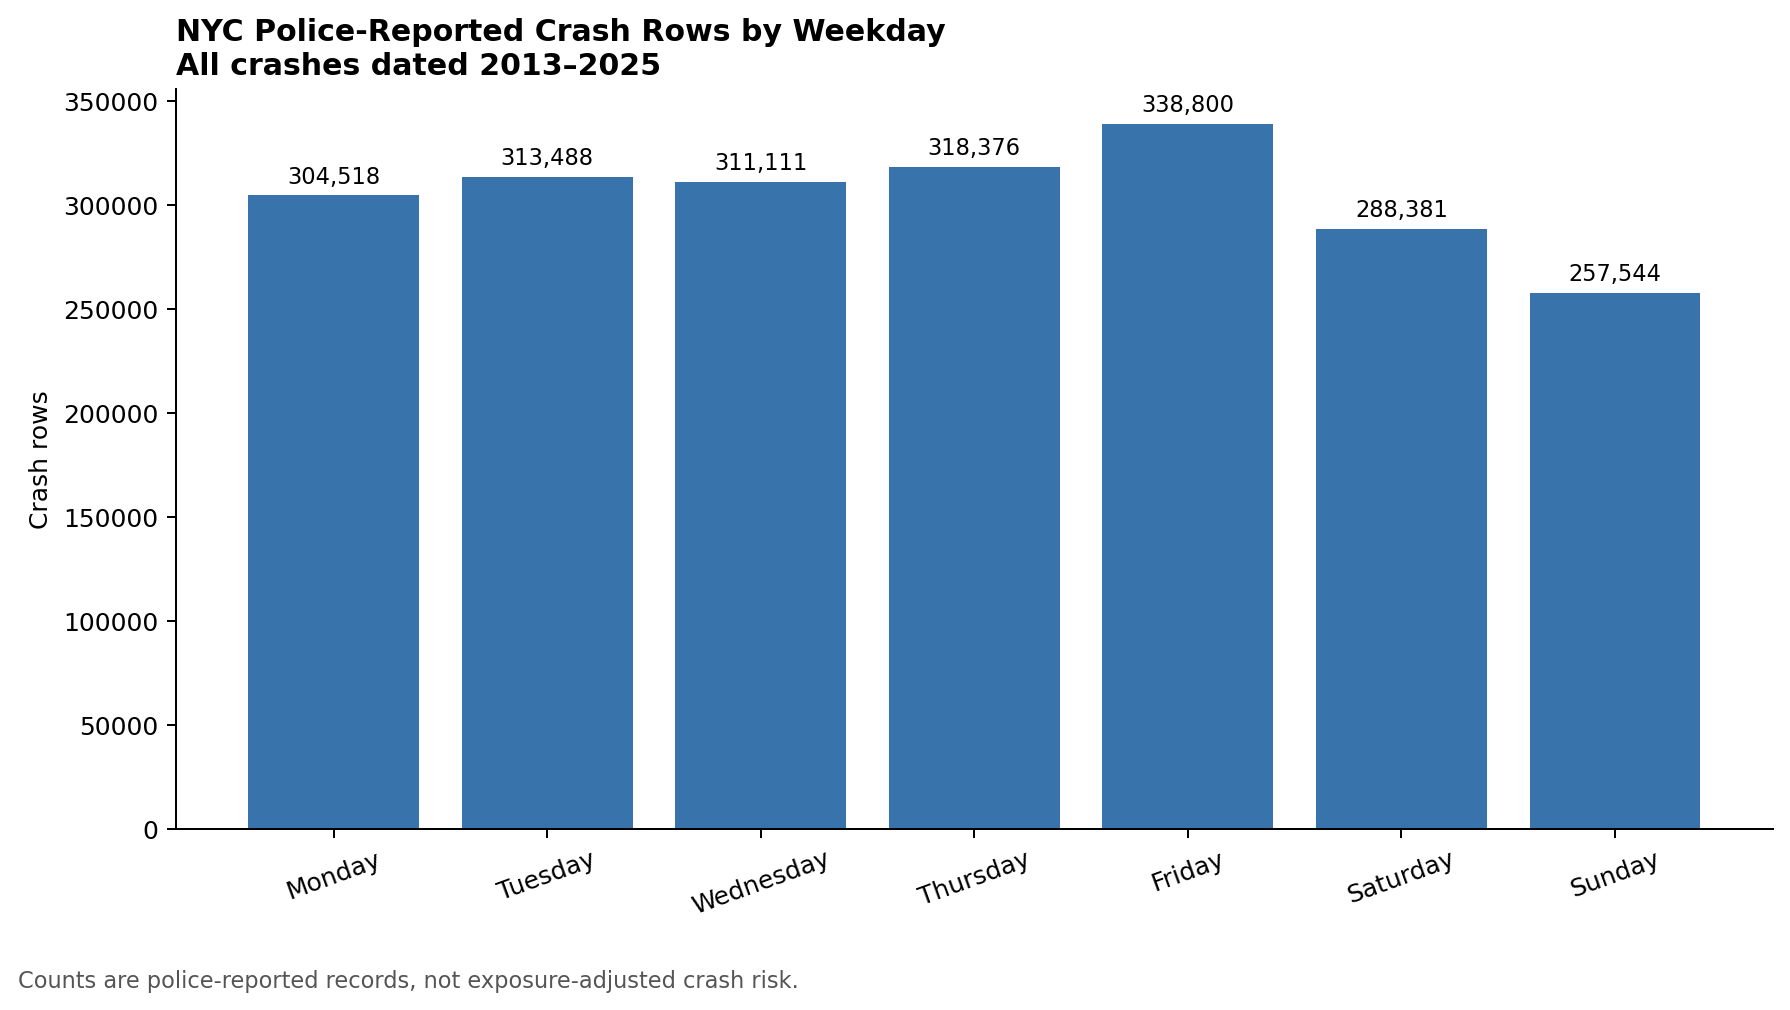 NYC Police-Reported Crash Rows by Weekday
All crashes dated 2013–2025
Crash rows
350000
300000
250000
200000
150000
100000
50000
0
304,518
313,488
311,111
318,376
338,800
288,381
257,544
Monday
Tuesday
Wednesday
Thursday
Friday
Saturday
Sunday
Counts are police-reported records, not exposure-adjusted crash risk.